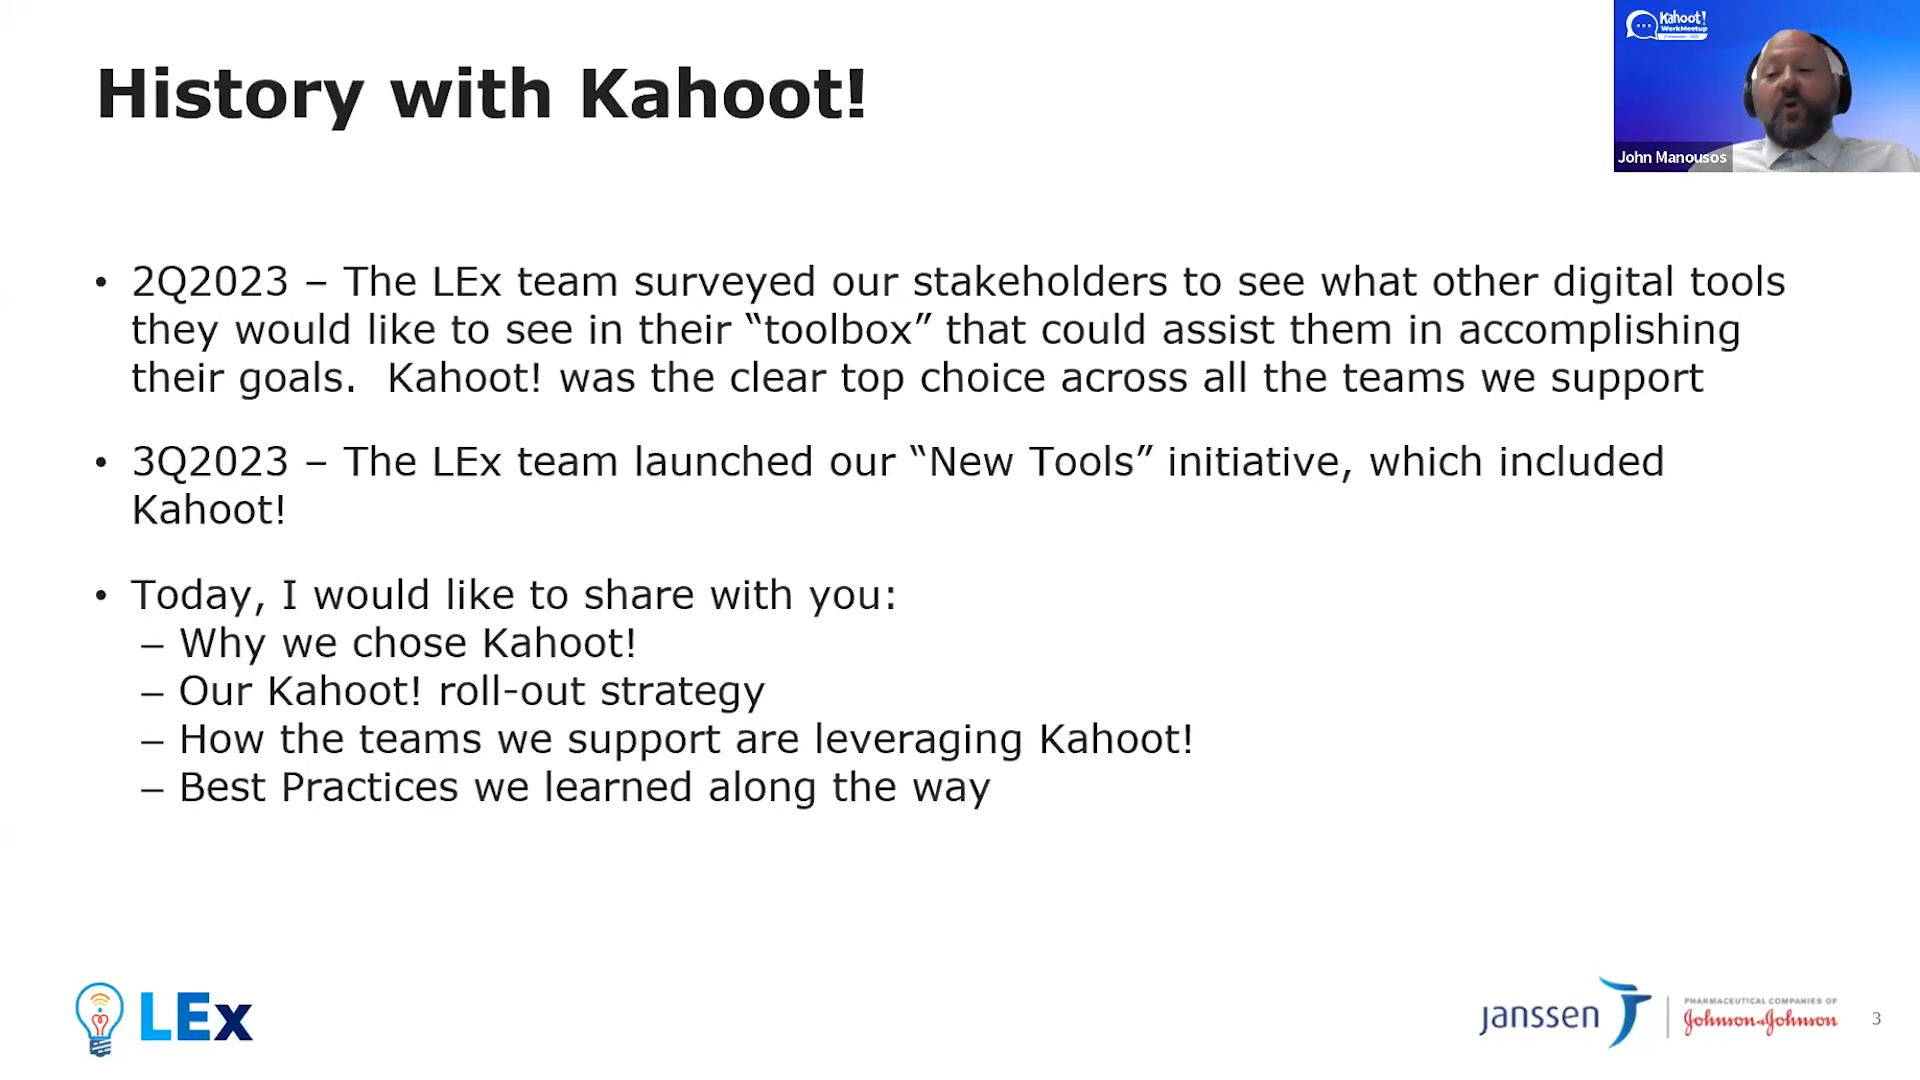 History with Kahoot!
Kahoot!
WorkMeetup
John Manousos
• 2Q2023 – The LEx team surveyed our stakeholders to see what other digital tools
they would like to see in their “toolbox” that could assist them in accomplishing
their goals.  Kahoot! was the clear top choice across all the teams we support
• 3Q2023 – The LEx team launched our “New Tools” initiative, which included
Kahoot!
• Today, I would like to share with you:
– Why we chose Kahoot!
– Our Kahoot! roll-out strategy
– How the teams we support are leveraging Kahoot!
– Best Practices we learned along the way
LEx
janssen
PHARMACEUTICAL COMPANIES OF
Johnson & Johnson
3